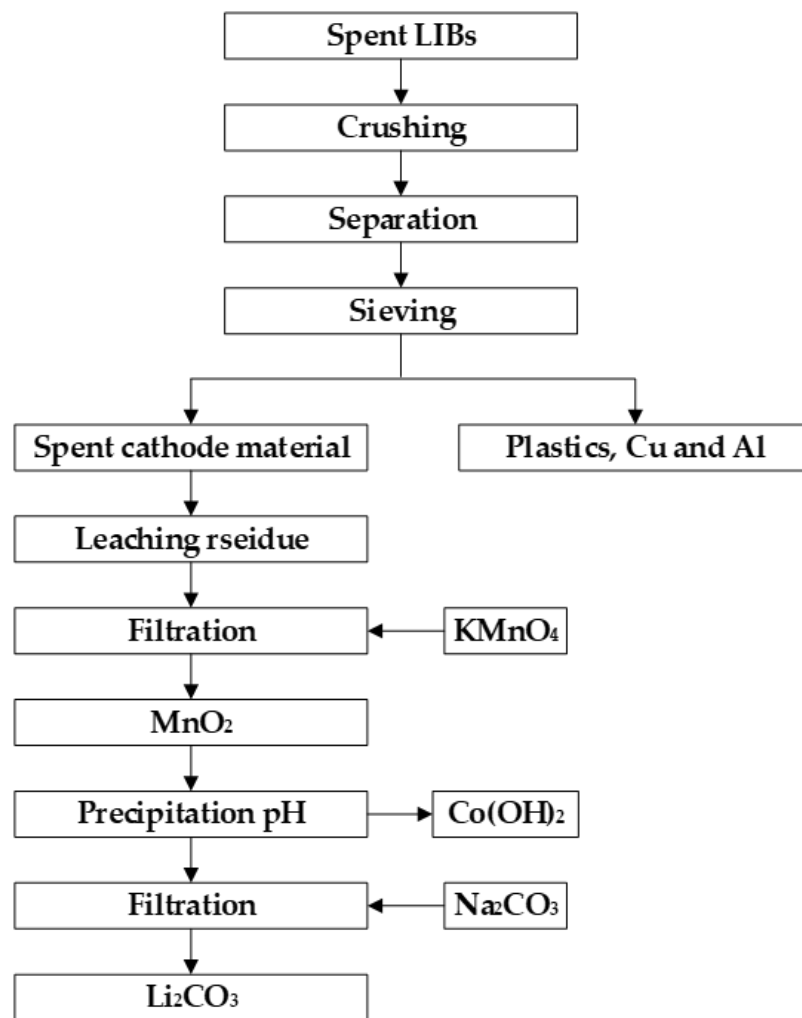 Spent LIBs
Crushing
Separation
Sieving
Spent cathode material
Plastics, Cu and Al
Leaching rseidue
Filtration
KMnO₄
MnO₂
Precipitation pH
Co(OH)₂
Filtration
Na₂CO₃
Li₂CO₃